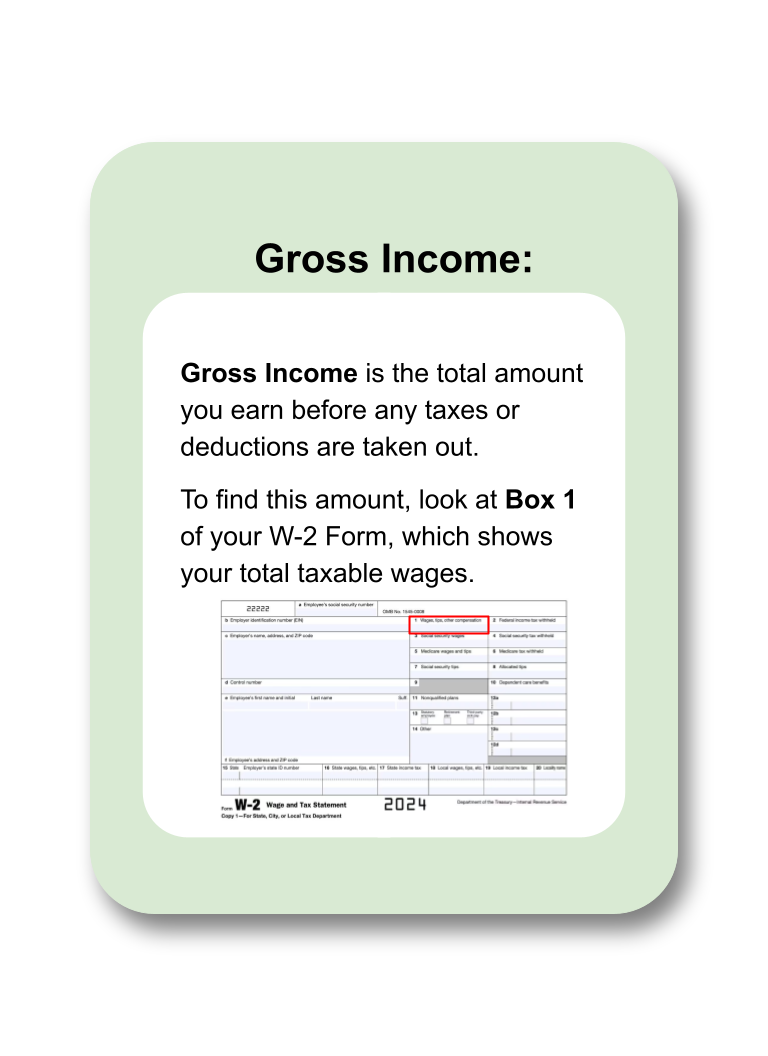 Gross Income:
Gross Income is the total amount
you earn before any taxes or
deductions are taken out.
To find this amount, look at Box 1
of your W-2 Form, which shows
your total taxable wages.
22222
a Employee's social security number
OMB No. 1545-0008
b Employer identification number (EIN)
1 Wages, tips, other compensation
2 Federal income tax withheld
c Employer's name, address, and ZIP code
3 Social security wages
4 Social security tax withheld
5 Medicare wages and tips
6 Medicare tax withheld
7 Social security tips
8 Allocated tips
d Control number
9
10 Dependent care benefits
e Employee's first name and initial
Last name
Suff.
11 Nonqualified plans
12a
13
12b
14 Other
12c
12d
f Employee's address and ZIP code
15 State
Employer's state ID number
16 State wages, tips, etc.
17 State income tax
18 Local wages, tips, etc.
19 Local income tax
20 Locality name
Form W-2 Wage and Tax Statement
2024
Department of the Treasury—Internal Revenue Service
Copy 1—For State, City, or Local Tax Department